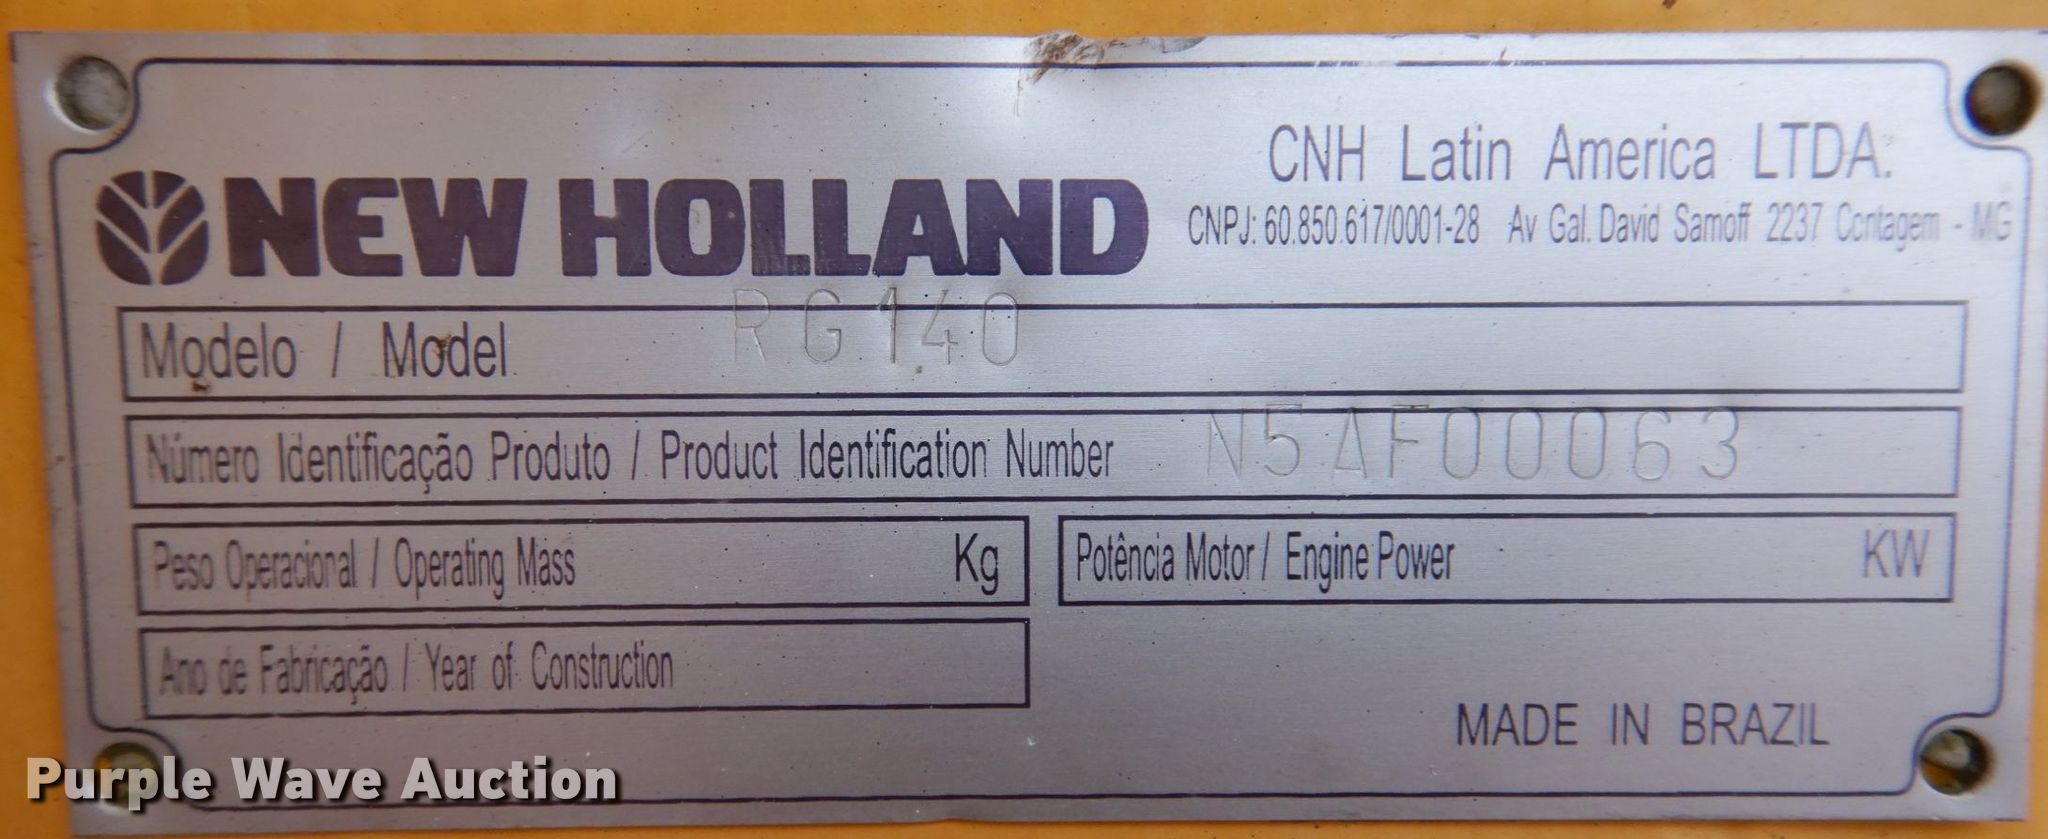 CNH Latin America LTDA.
NEW HOLLAND
CNPJ: 60.850.617/0001-28 Av Gal. David Sarnoff 2237 Contagem - MG
Modelo / Model RG140
Número Identificação Produto / Product Identification Number N5AF00063
Peso Operacional / Operating Mass Kg
Potência Motor / Engine Power KW
Ano de Fabricação / Year of Construction
MADE IN BRAZIL
Purple Wave Auction